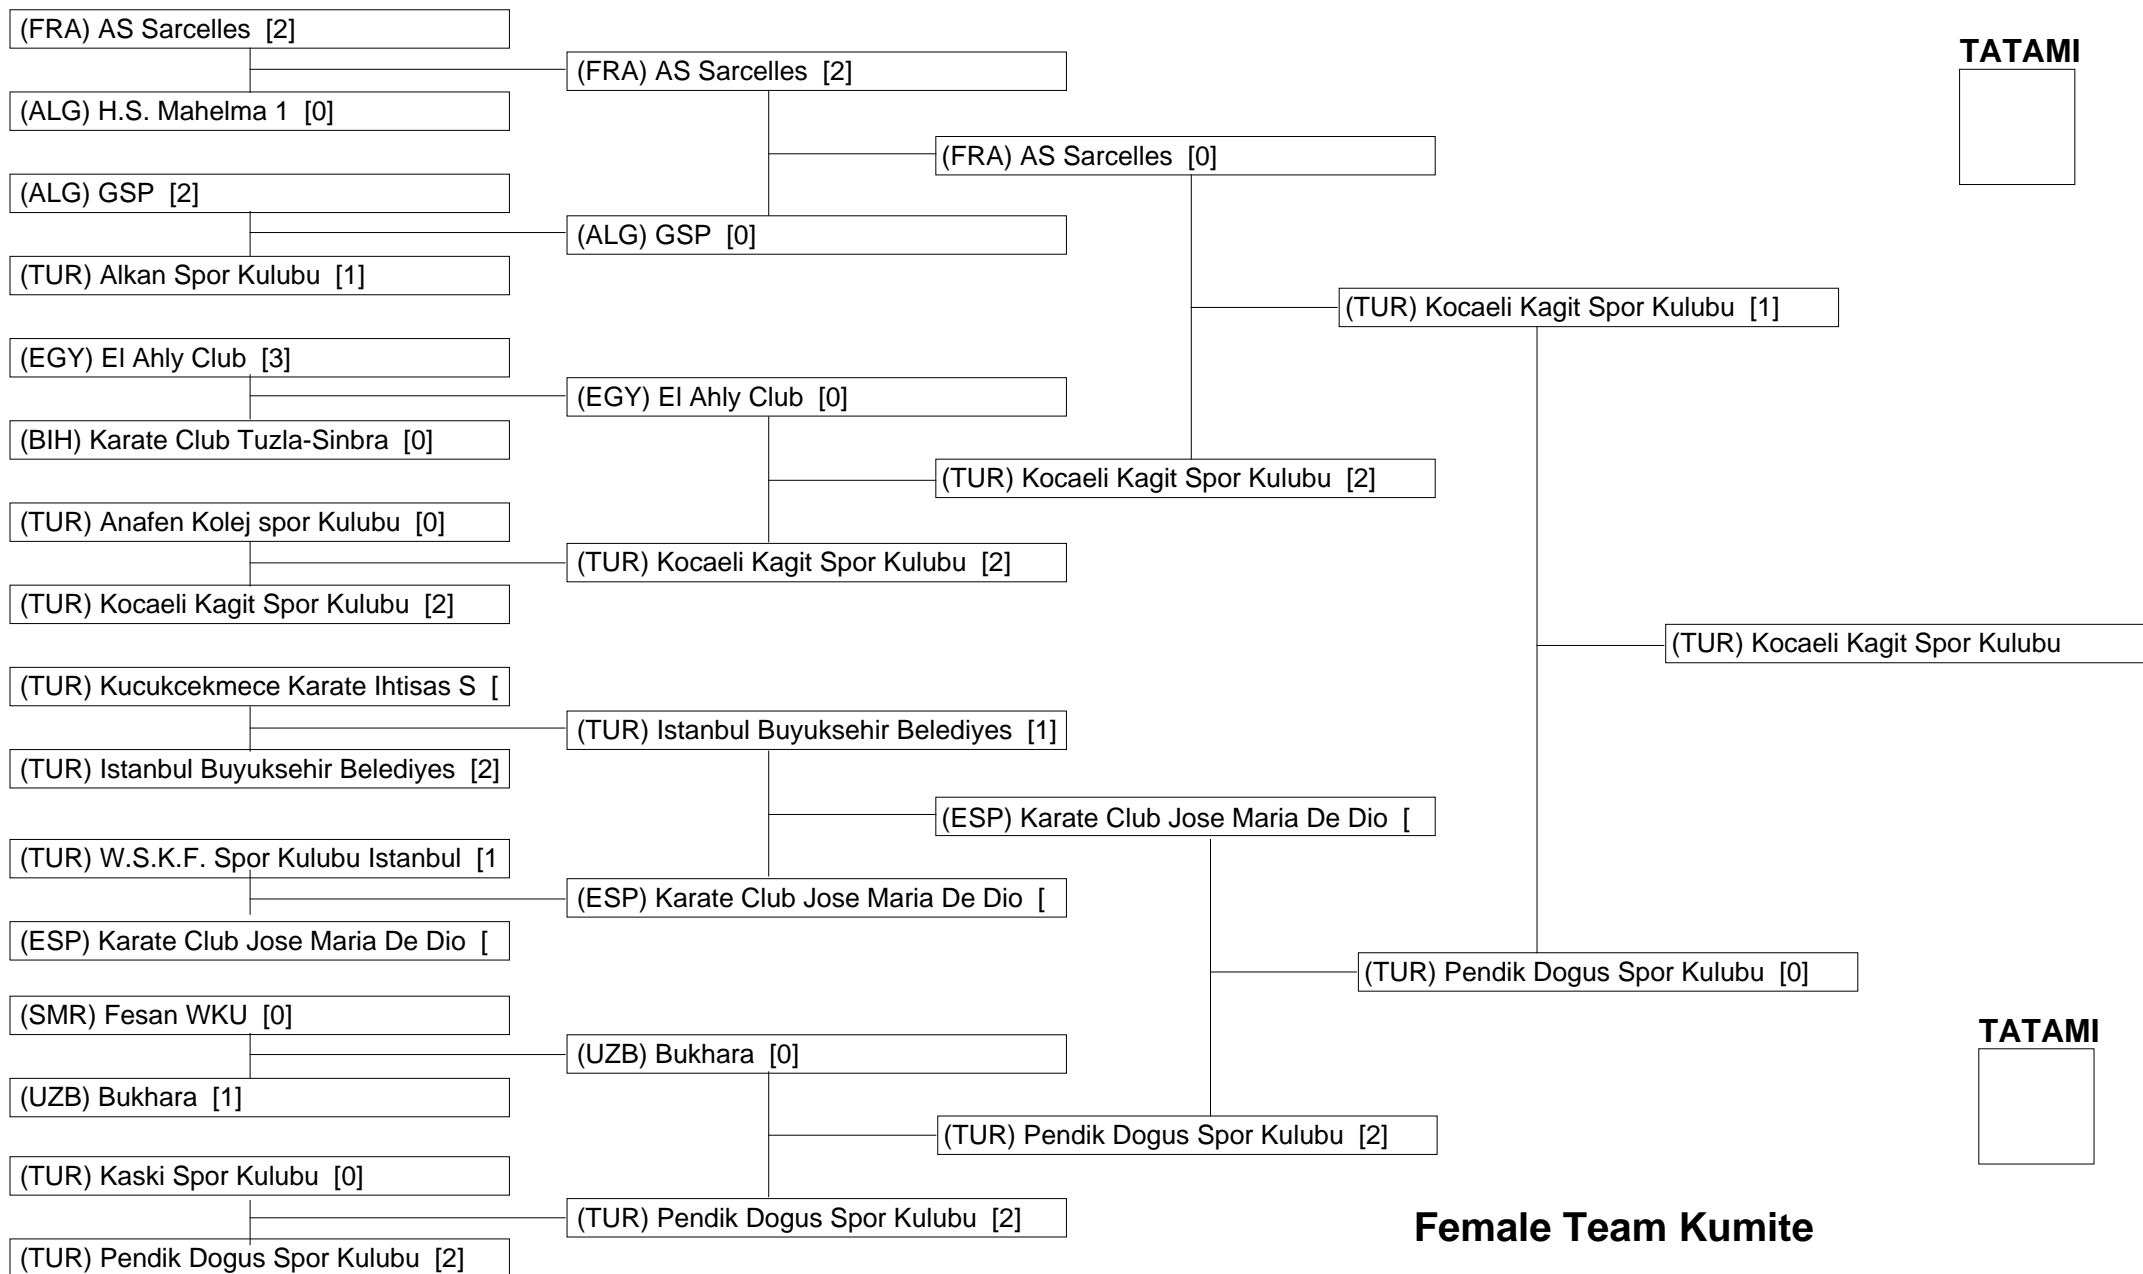 (FRA) AS Sarcelles [2]
(ALG) H.S. Mahelma 1 [0]
(ALG) GSP [2]
(TUR) Alkan Spor Kulubu [1]
(EGY) El Ahly Club [3]
(BIH) Karate Club Tuzla-Sinbra [0]
(TUR) Anafen Kolej spor Kulubu [0]
(TUR) Kocaeli Kagit Spor Kulubu [2]
(TUR) Kucukcekmece Karate Ihtisas S [
(TUR) Istanbul Buyuksehir Belediyes [2]
(TUR) W.S.K.F. Spor Kulubu Istanbul [1
(ESP) Karate Club Jose Maria De Dio [
(SMR) Fesan WKU [0]
(UZB) Bukhara [1]
(TUR) Kaski Spor Kulubu [0]
(TUR) Pendik Dogus Spor Kulubu [2]
(FRA) AS Sarcelles [2]
(ALG) GSP [0]
(EGY) El Ahly Club [0]
(TUR) Kocaeli Kagit Spor Kulubu [2]
(TUR) Istanbul Buyuksehir Belediyes [1]
(ESP) Karate Club Jose Maria De Dio [
(UZB) Bukhara [0]
(TUR) Pendik Dogus Spor Kulubu [2]
(FRA) AS Sarcelles [0]
(TUR) Kocaeli Kagit Spor Kulubu [2]
(ESP) Karate Club Jose Maria De Dio [
(TUR) Pendik Dogus Spor Kulubu [2]
(TUR) Kocaeli Kagit Spor Kulubu [1]
(TUR) Pendik Dogus Spor Kulubu [0]
(TUR) Kocaeli Kagit Spor Kulubu
TATAMI
TATAMI
Female Team Kumite